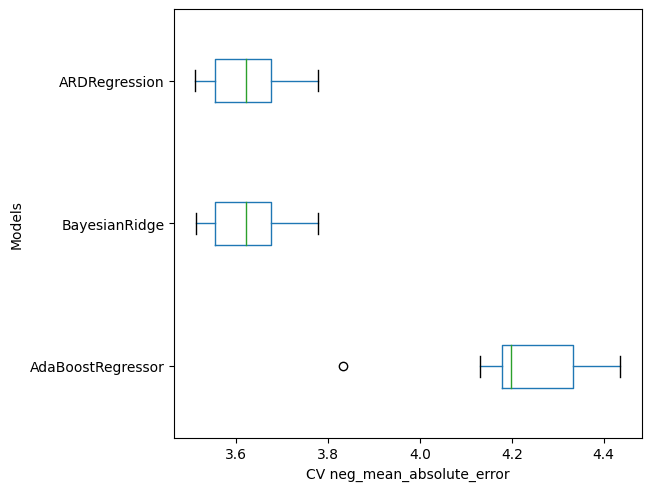 ARDRegression
BayesianRidge
AdaBoostRegressor
Models
3.6 3.8 4.0 4.2 4.4
CV neg_mean_absolute_error